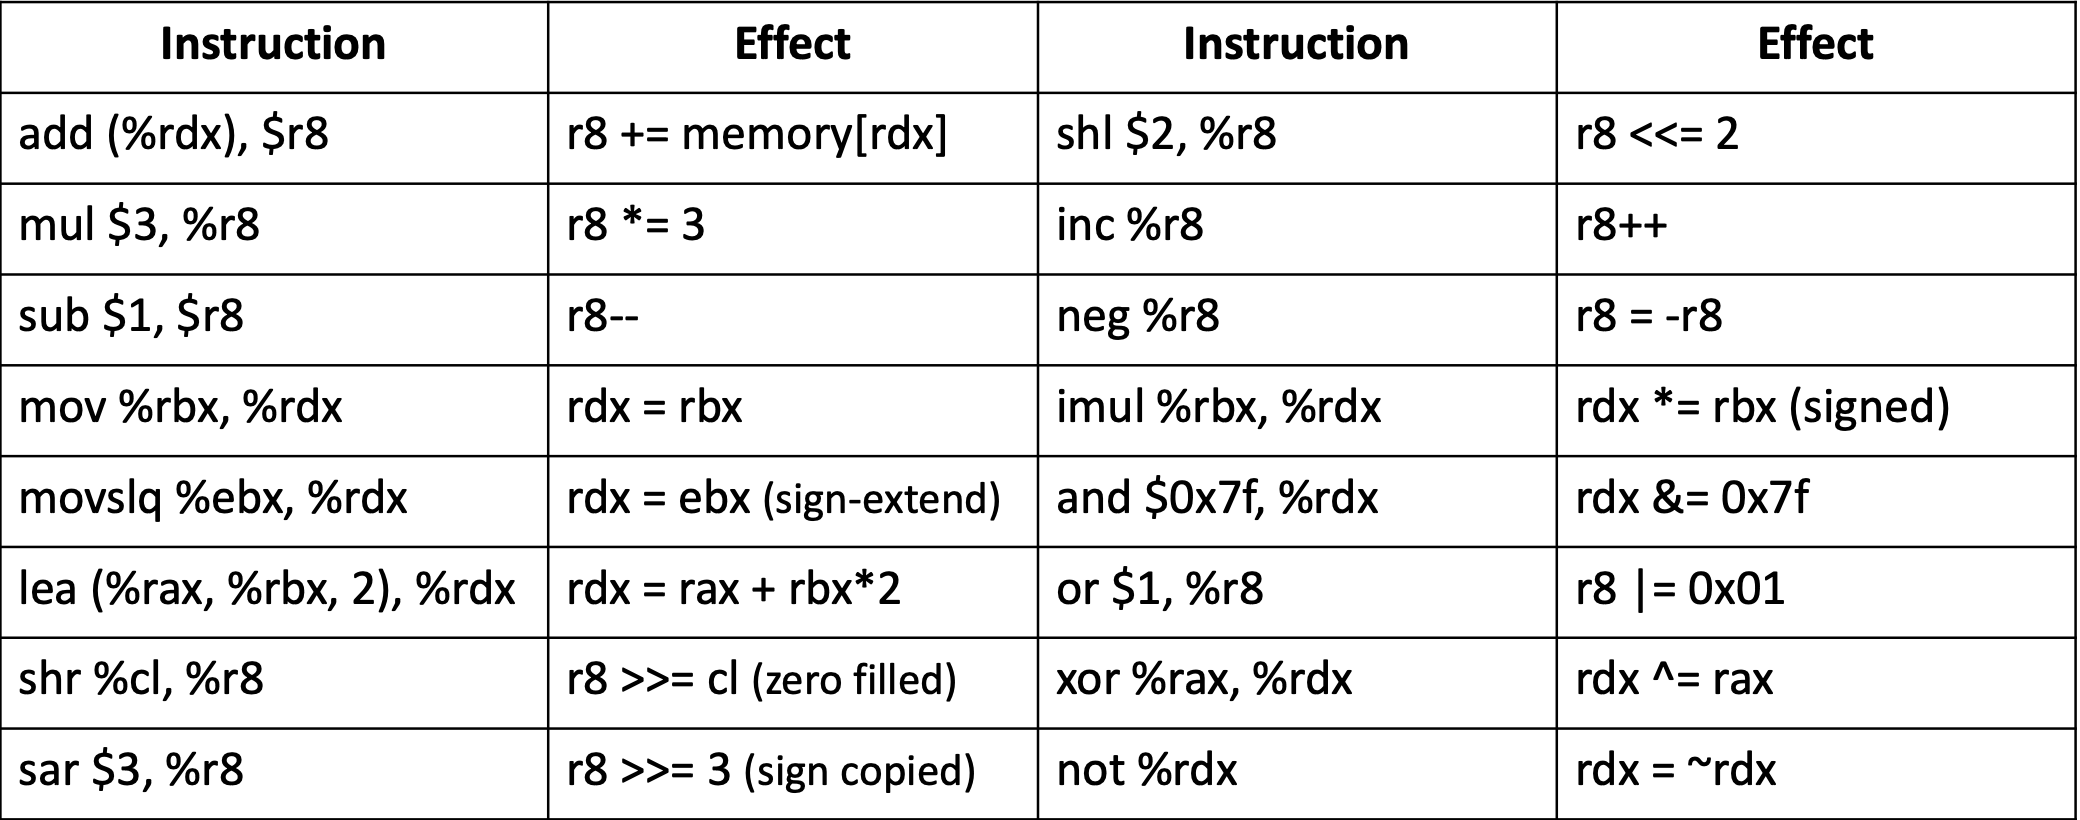 Instruction Effect Instruction Effect
add (%rdx), $r8 r8 += memory[rdx] shl $2, %r8 r8 <<= 2
mul $3, %r8 r8 *= 3 inc %r8 r8++
sub $1, $r8 r8-- neg %r8 r8 = -r8
mov %rbx, %rdx rdx = rbx imul %rbx, %rdx rdx *= rbx (signed)
movslq %ebx, %rdx rdx = ebx (sign-extend) and $0x7f, %rdx rdx &= 0x7f
lea (%rax, %rbx, 2), %rdx rdx = rax + rbx*2 or $1, %r8 r8 |= 0x01
shr %cl, %r8 r8 >>= cl (zero filled) xor %rax, %rdx rdx ^= rax
sar $3, %r8 r8 >>= 3 (sign copied) not %rdx rdx = ~rdx